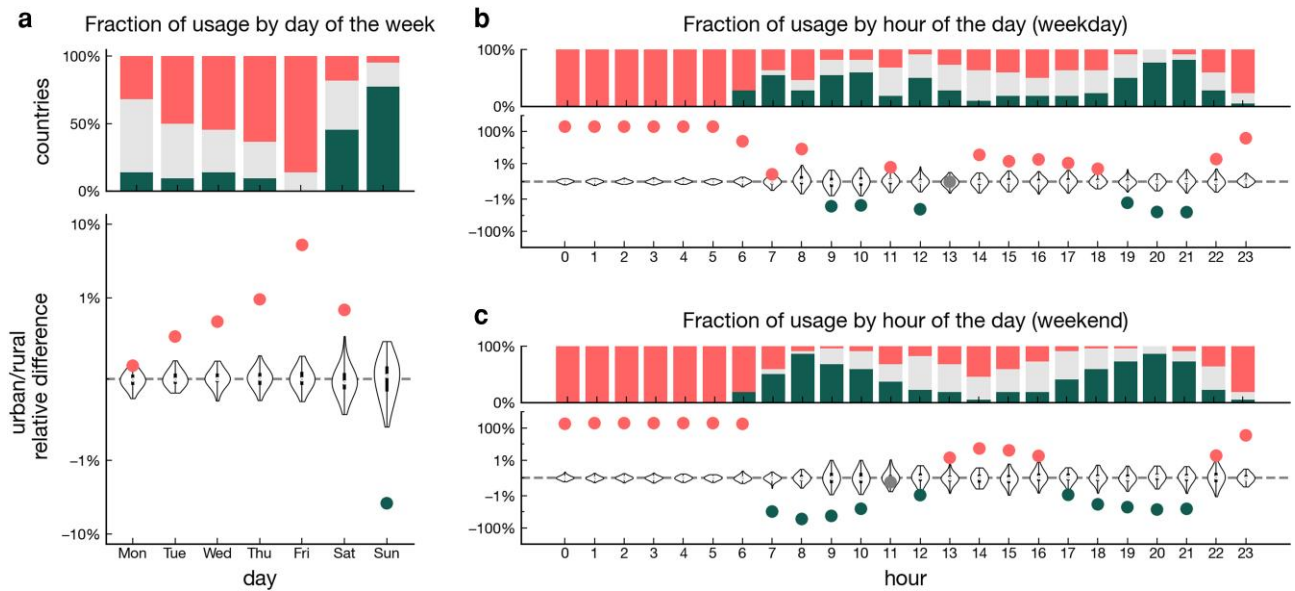 a
Fraction of usage by day of the week
100%
50%
0%
countries
10%
1%
−1%
−10%
urban/rural
relative difference
Mon Tue Wed Thu Fri Sat Sun
day
b
Fraction of usage by hour of the day (weekday)
100%
0%
100%
1%
−1%
−100%
0 1 2 3 4 5 6 7 8 9 10 11 12 13 14 15 16 17 18 19 20 21 22 23
c
Fraction of usage by hour of the day (weekend)
100%
0%
100%
1%
−1%
−100%
0 1 2 3 4 5 6 7 8 9 10 11 12 13 14 15 16 17 18 19 20 21 22 23
hour